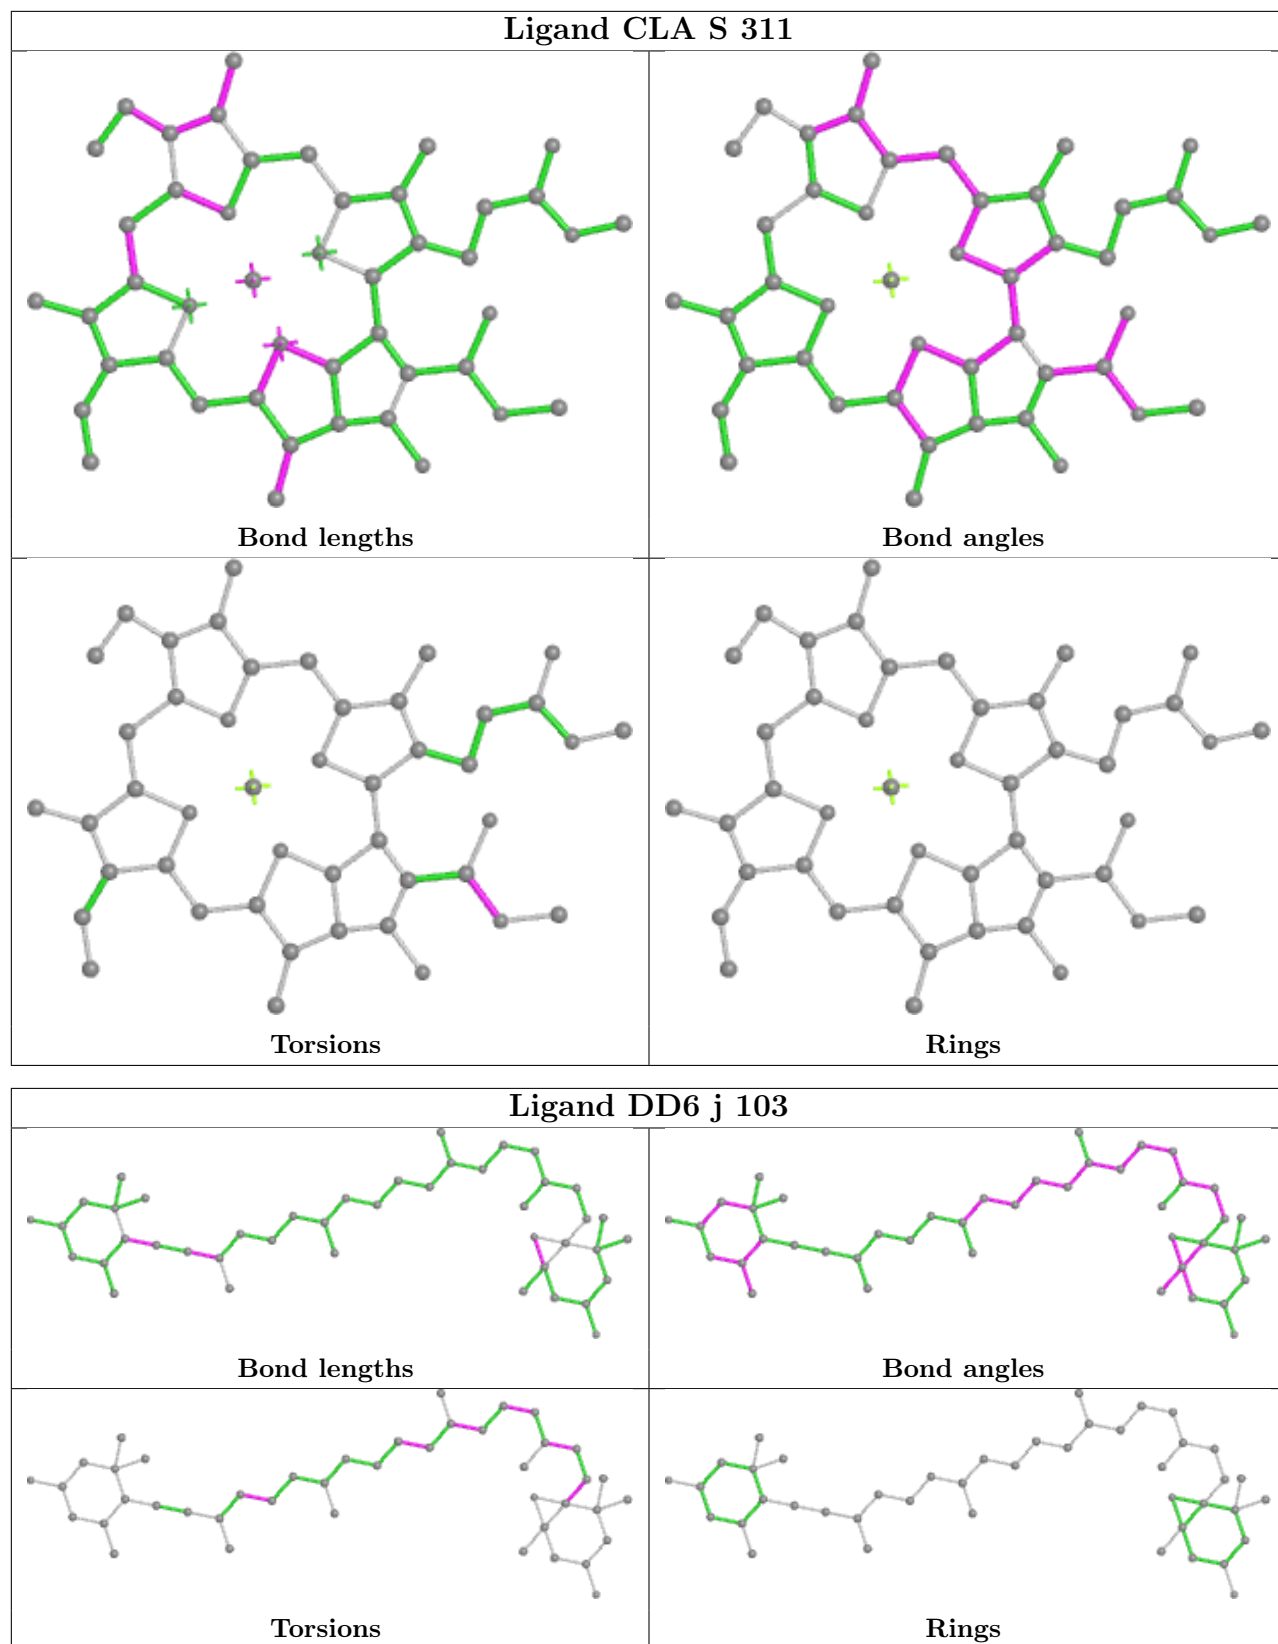 Ligand CLA S 311
Bond lengths
Bond angles
Torsions
Rings
Ligand DD6 j 103
Bond lengths
Bond angles
Torsions
Rings